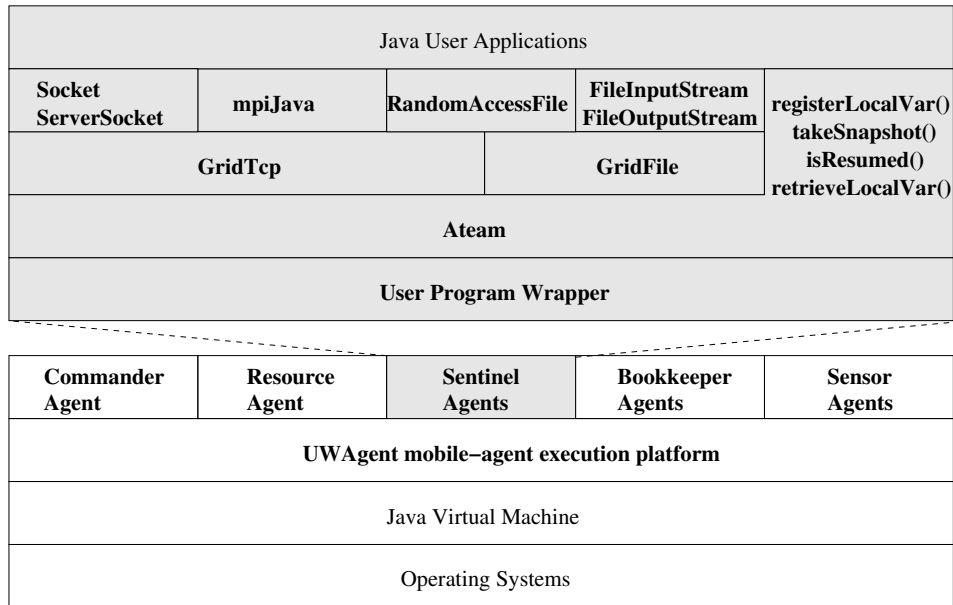 Java User Applications
Socket
ServerSocket
mpiJava
RandomAccessFile
FileInputStream
FileOutputStream
registerLocalVar()
takeSnapshot()
isResumed()
retrieveLocalVar()
GridTcp
GridFile
Ateam
User Program Wrapper
Commander
Agent
Resource
Agent
Sentinel
Agents
Bookkeeper
Agents
Sensor
Agents
UWAgent mobile−agent execution platform
Java Virtual Machine
Operating Systems